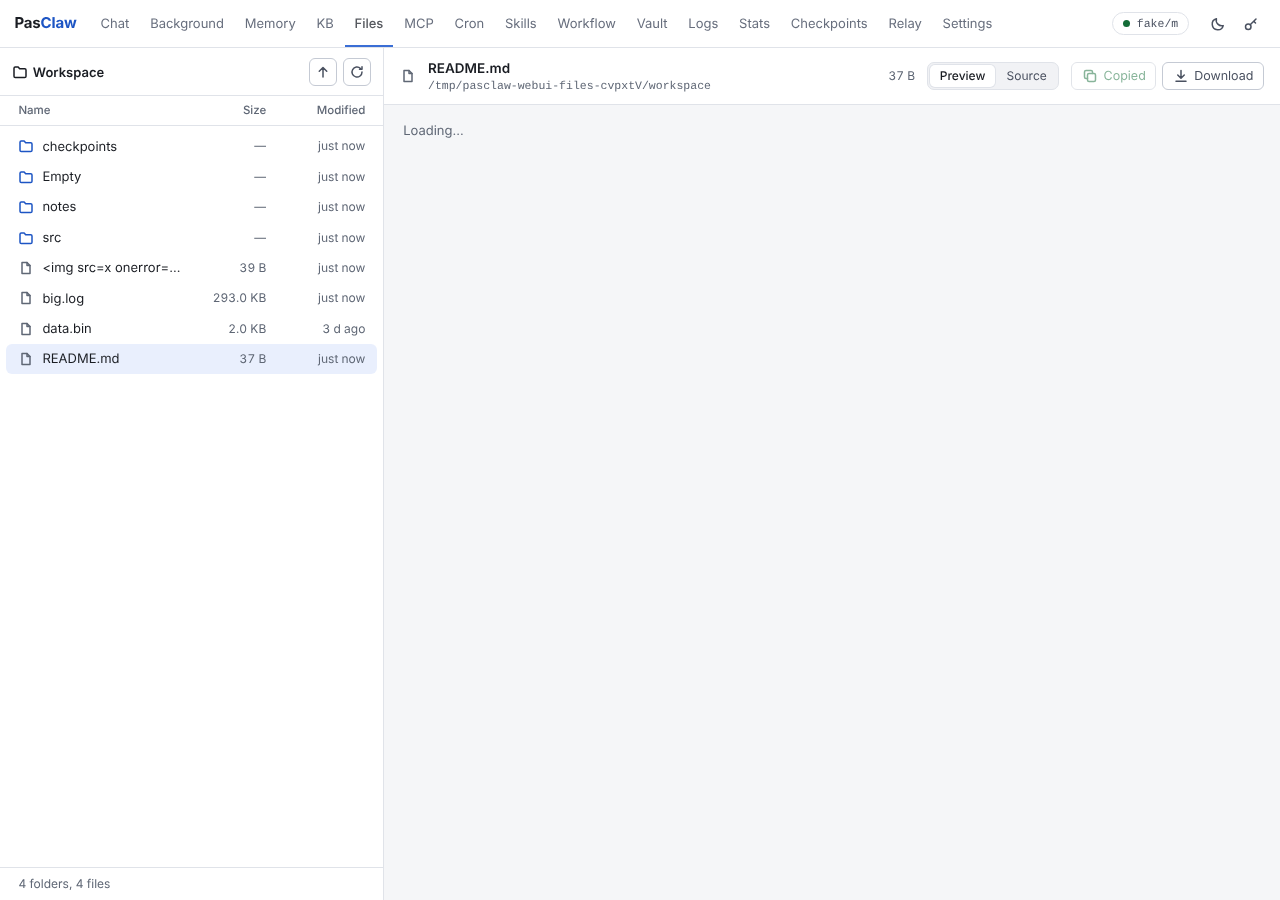 PasClaw Chat Background Memory KB Files MCP Cron Skills Workflow Vault Logs Stats Checkpoints Relay Settings fake/m
Workspace
Name Size Modified
checkpoints — just now
Empty — just now
notes — just now
src — just now
<img src=x onerror=... 39 B just now
big.log 293.0 KB just now
data.bin 2.0 KB 3 d ago
README.md 37 B just now
4 folders, 4 files
README.md
/tmp/pasclaw-webui-files-cvpxtV/workspace
37 B Preview Source Copied Download
Loading...